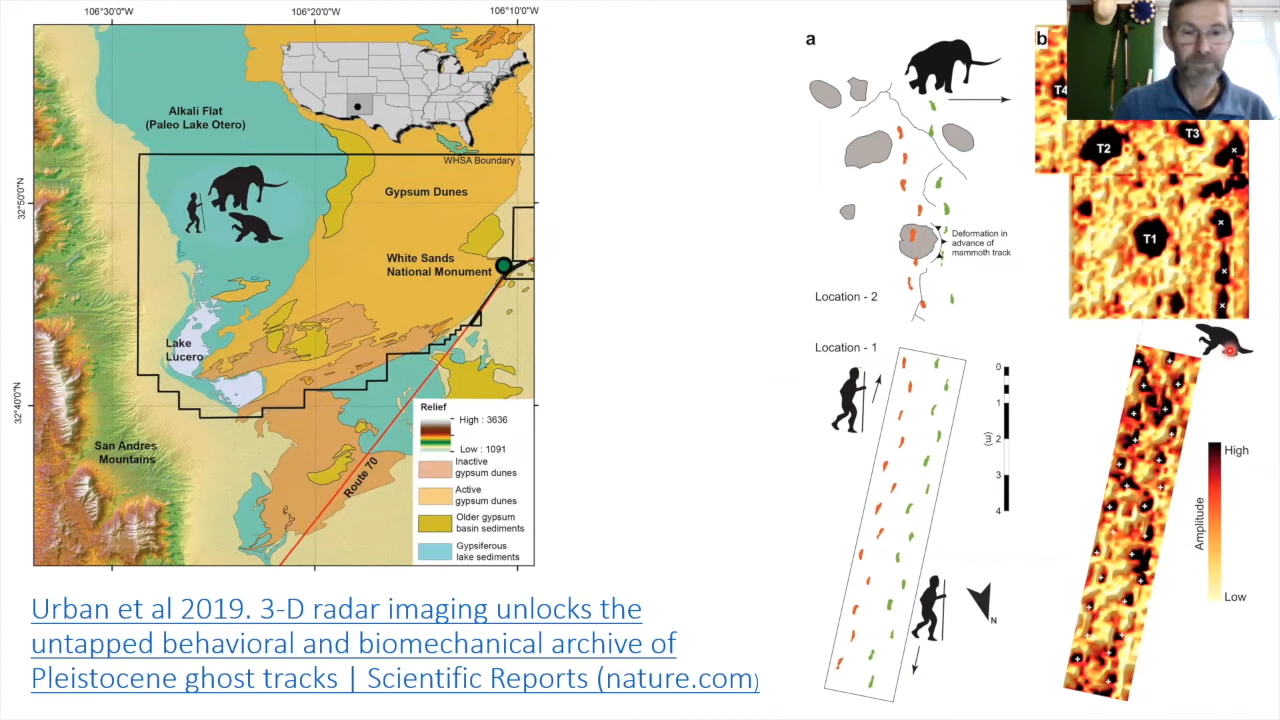 106°30'0"W
106°20'0"W
106°10'0"W
32°50'0"N
32°40'0"N
Alkali Flat
(Paleo Lake Otero)
WHSA Boundary
Gypsum Dunes
White Sands
National Monument
Lake
Lucero
San Andres
Mountains
Route 70
Relief
High : 3636
Low : 1091
Inactive
gypsum dunes
Active
gypsum dunes
Older gypsum
basin sediments
Gypsiferous
lake sediments
Urban et al 2019. 3-D radar imaging unlocks the
untapped behavioral and biomechanical archive of
Pleistocene ghost tracks | Scientific Reports (nature.com)
a
Deformation in
advance of
mammoth track
Location - 2
Location - 1
0
1
2
3
4
(m)
N
b
T4
T3
T2
T1
High
Amplitude
Low